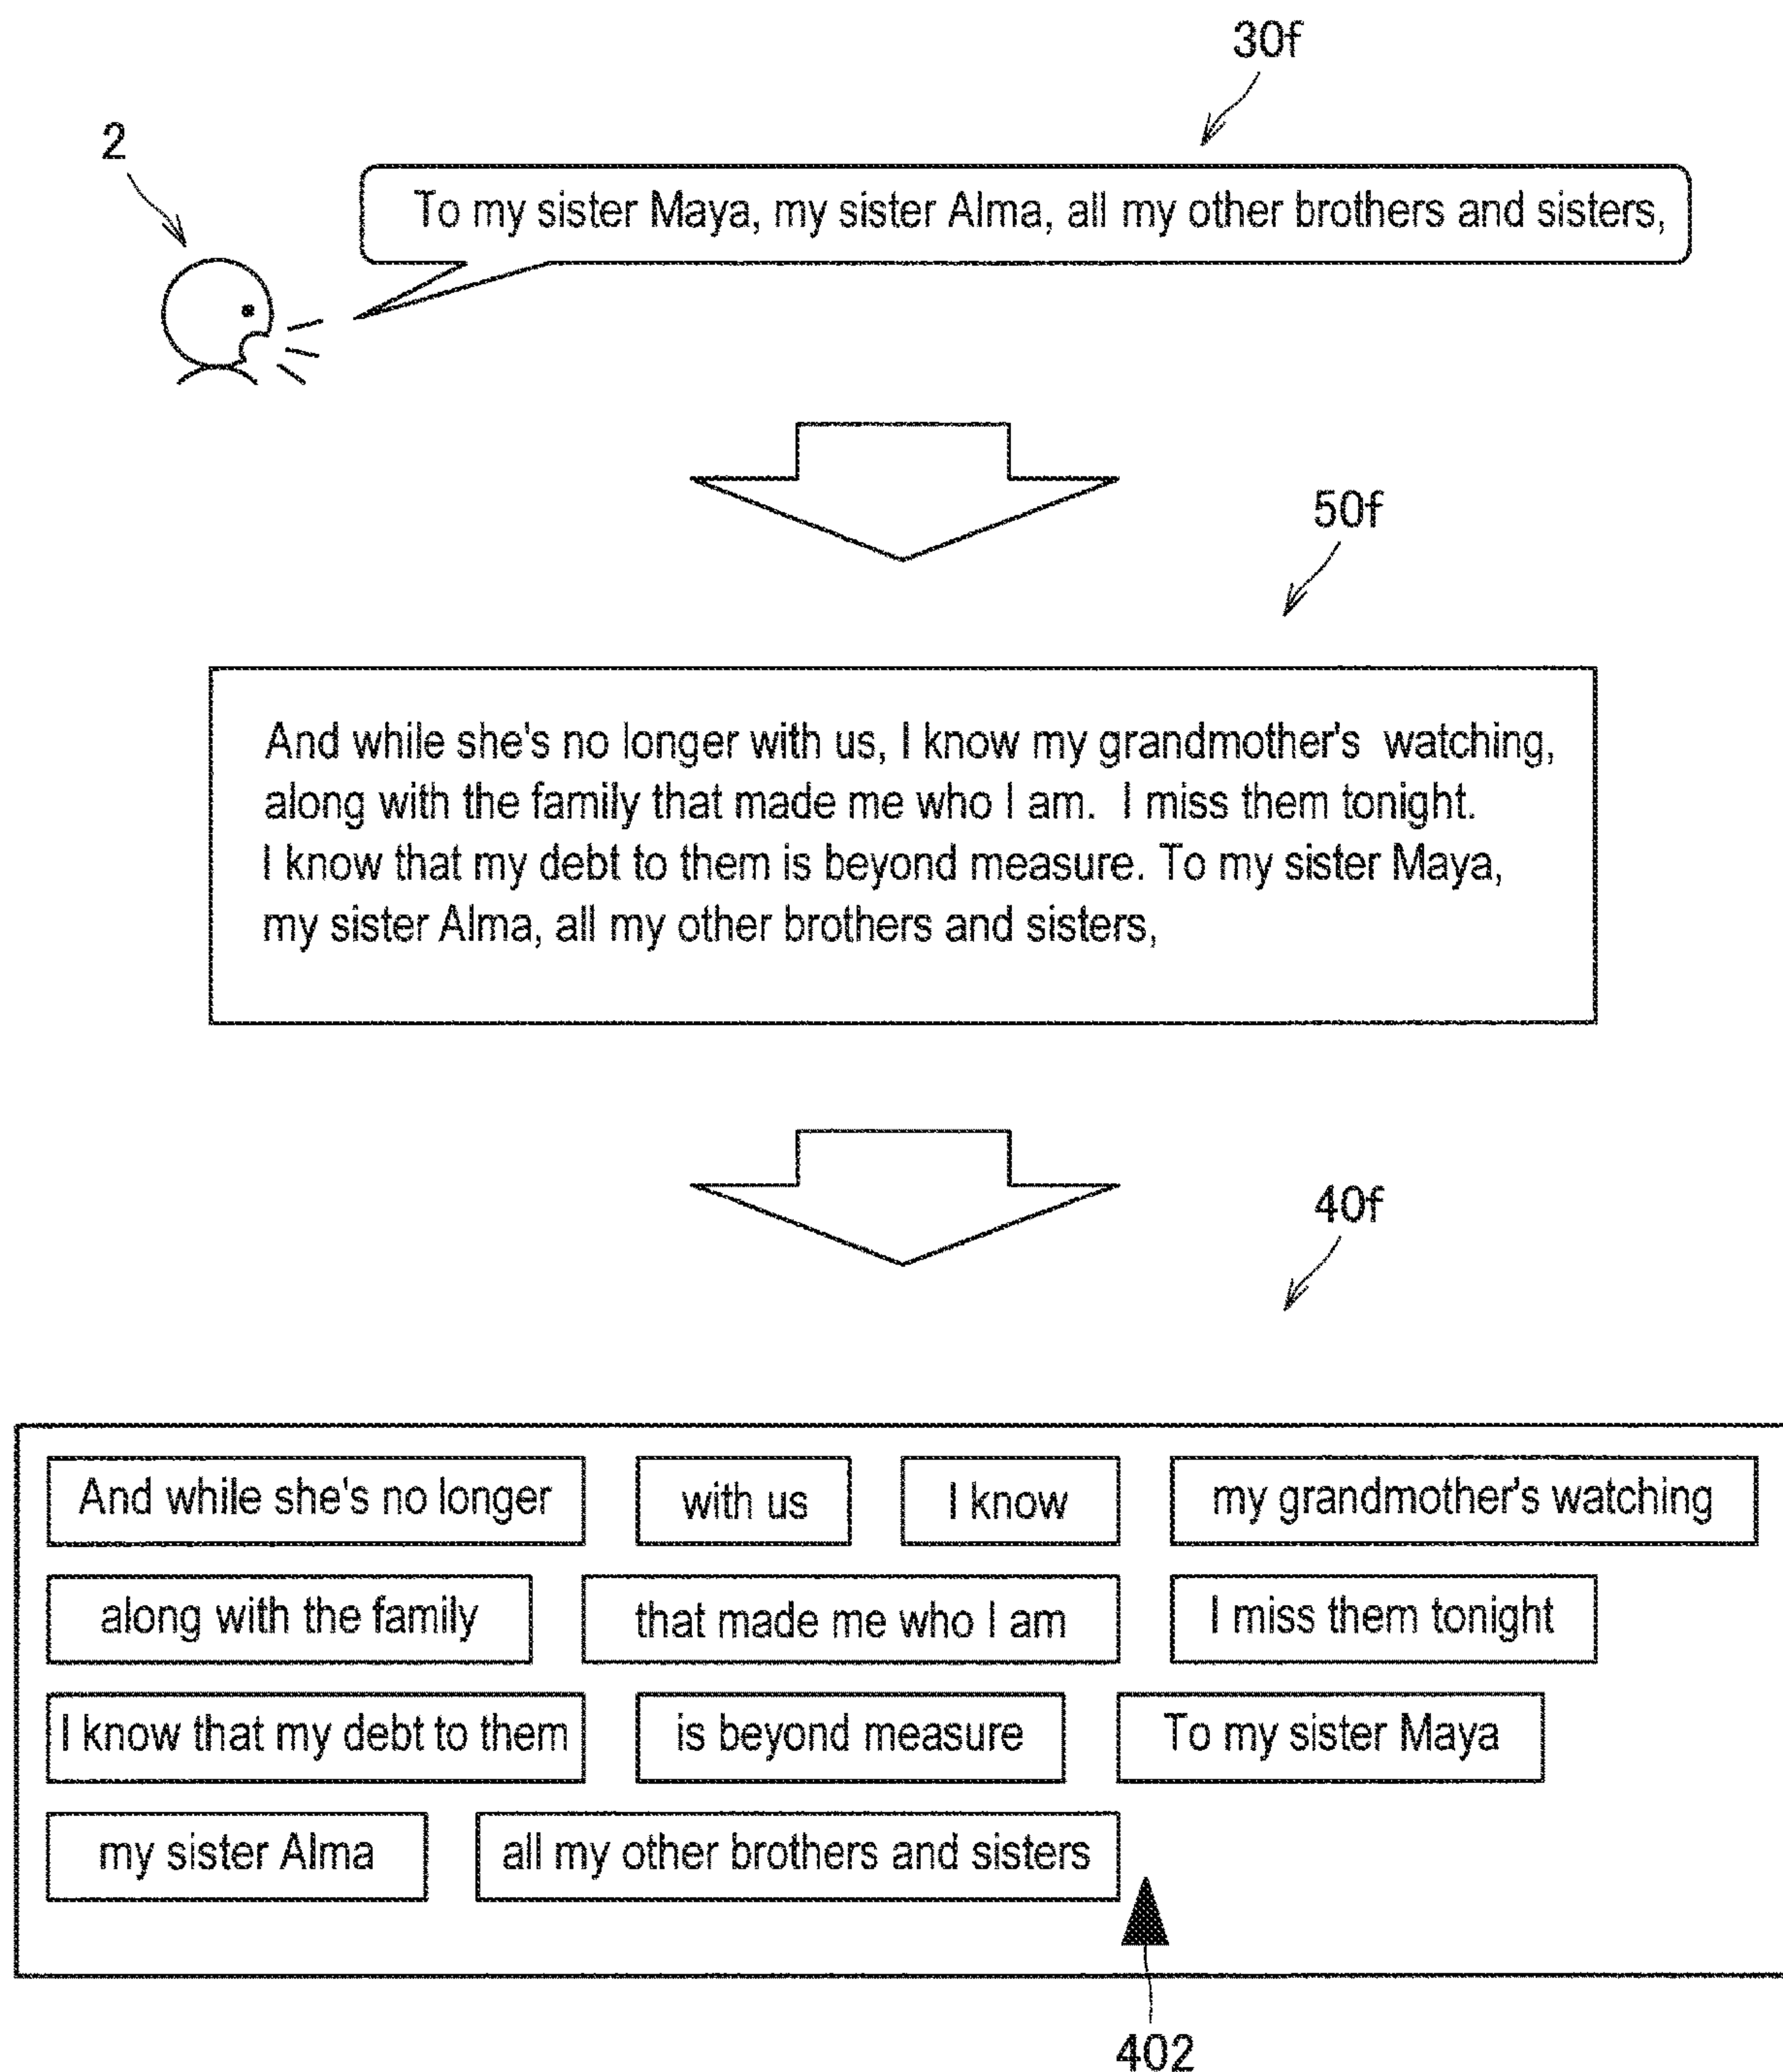 30f
2
To my sister Maya, my sister Alma, all my other brothers and sisters,
50f
And while she's no longer with us, I know my grandmother's watching,
along with the family that made me who I am. I miss them tonight.
I know that my debt to them is beyond measure. To my sister Maya,
my sister Alma, all my other brothers and sisters,
40f
And while she's no longer with us I know my grandmother's watching
along with the family that made me who I am I miss them tonight
I know that my debt to them is beyond measure To my sister Maya
my sister Alma all my other brothers and sisters
402